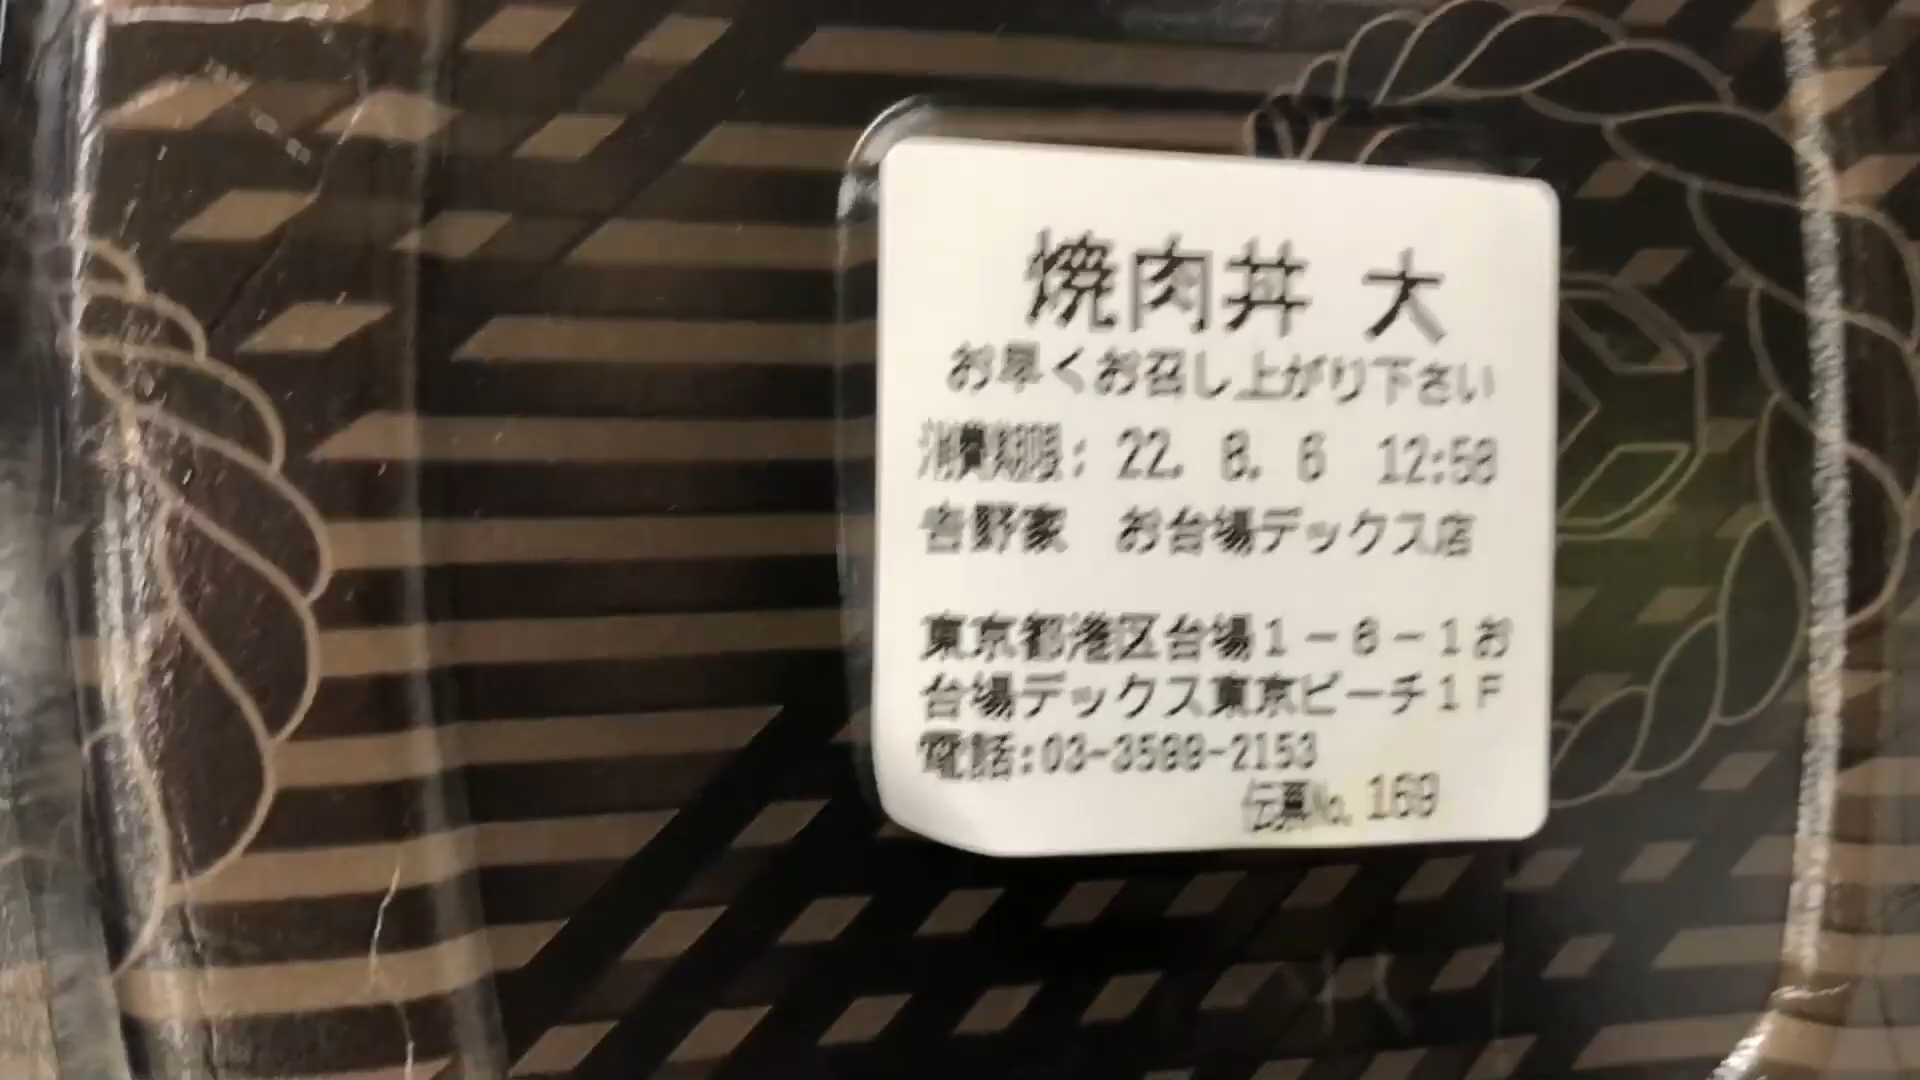 焼肉丼 大
お早くお召し上がり下さい
消費期限: 22. 8. 6 12:58
吉野家 お台場デックス店
東京都港区台場1-6-1お
台場デックス東京ビーチ1F
電話:03-3599-2153
伝票No. 169